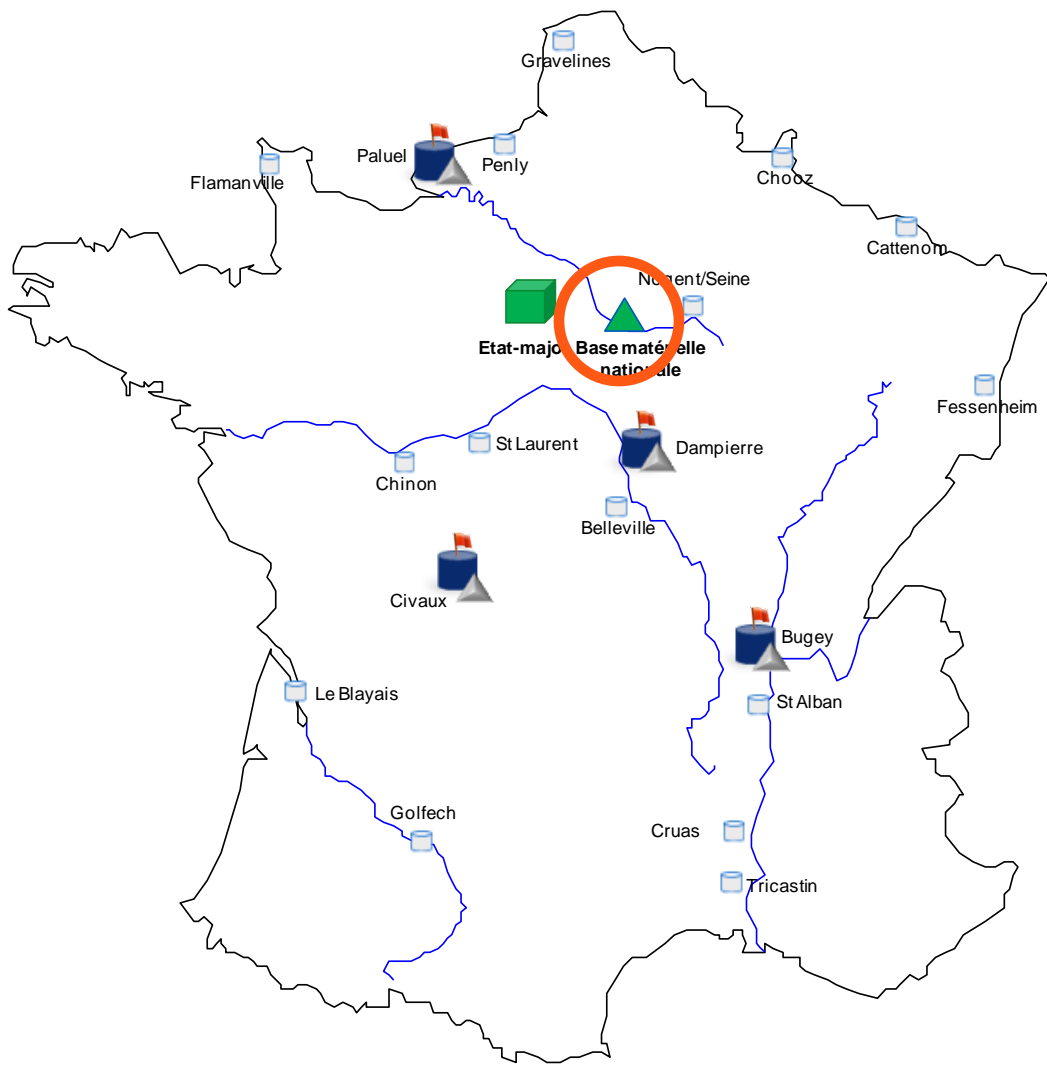 Gravelines
Paluel
Penly
Flamanville
Chooz
Cattenom
Nogent/Seine
Etat-major
Base matérielle
nationale
Fessenheim
St Laurent
Dampierre
Chinon
Belleville
Civaux
Bugey
Le Blayais
St Alban
Golfech
Cruas
Tricastin